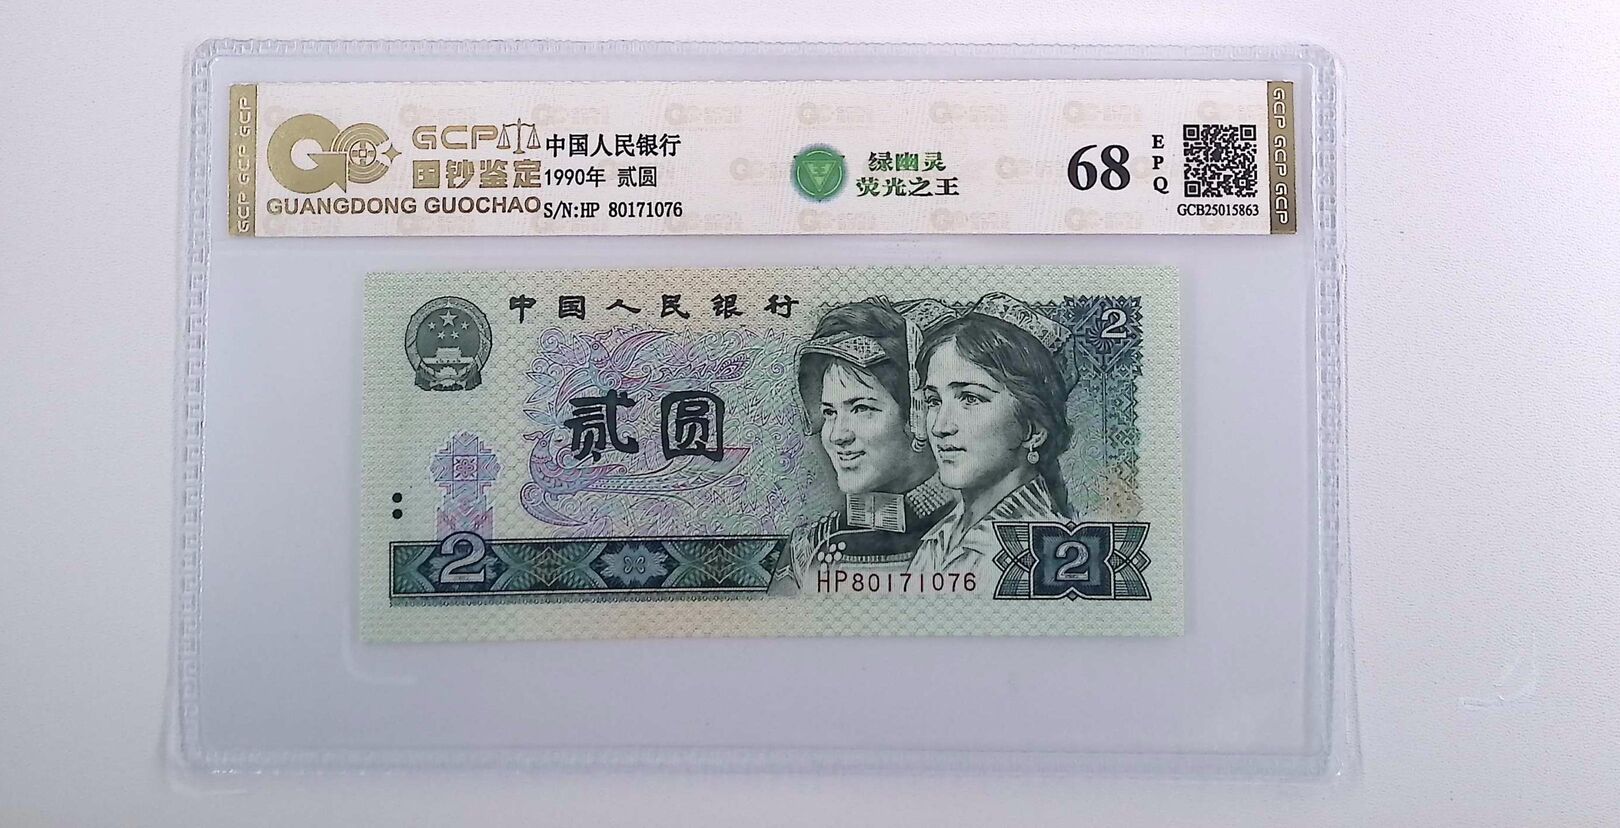 GCP GCP GCP
GCP
国钞鉴定
GUANGDONG GUOCHAO
中国人民银行
1990年 贰圆
S/N:HP 80171076
绿幽灵
荧光之王
68
EPQ
GCB25015863
GCP GCP GCP
中国人民银行
2
贰圆
2
HP80171076
2